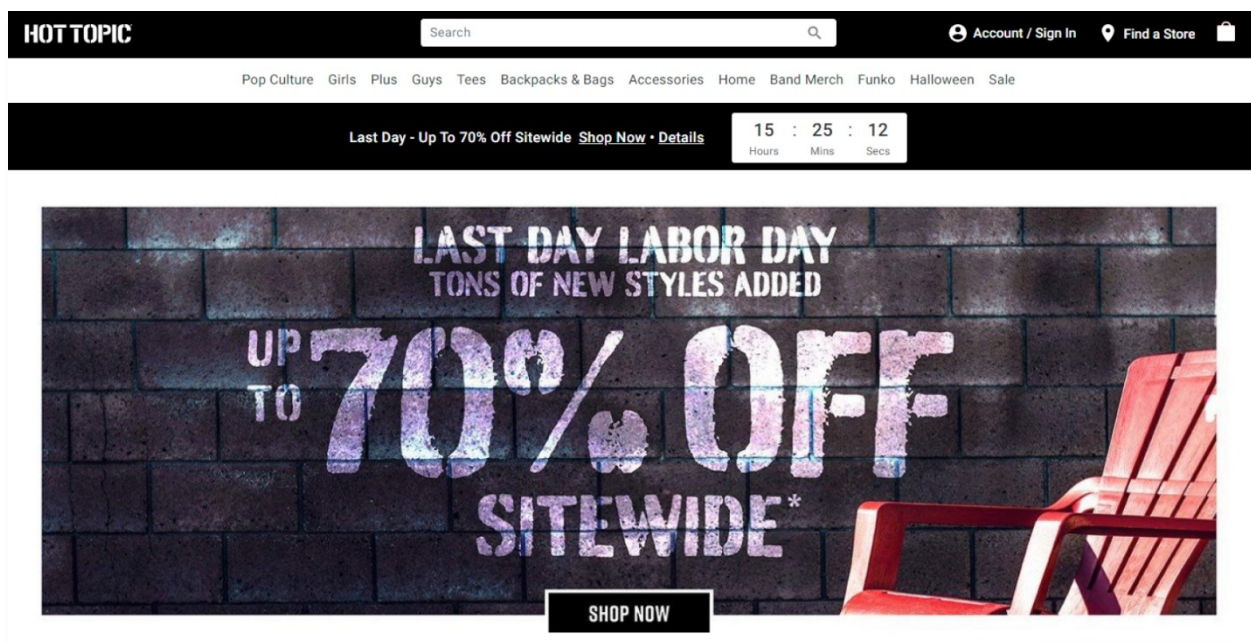 HOT TOPIC
Search
Account / Sign In
Find a Store
Pop Culture Girls Plus Guys Tees Backpacks & Bags Accessories Home Band Merch Funko Halloween Sale
Last Day - Up To 70% Off Sitewide Shop Now • Details
15 : 25 : 12
Hours Mins Secs
LAST DAY LABOR DAY
TONS OF NEW STYLES ADDED
UP TO 70% OFF
SITEWIDE*
SHOP NOW